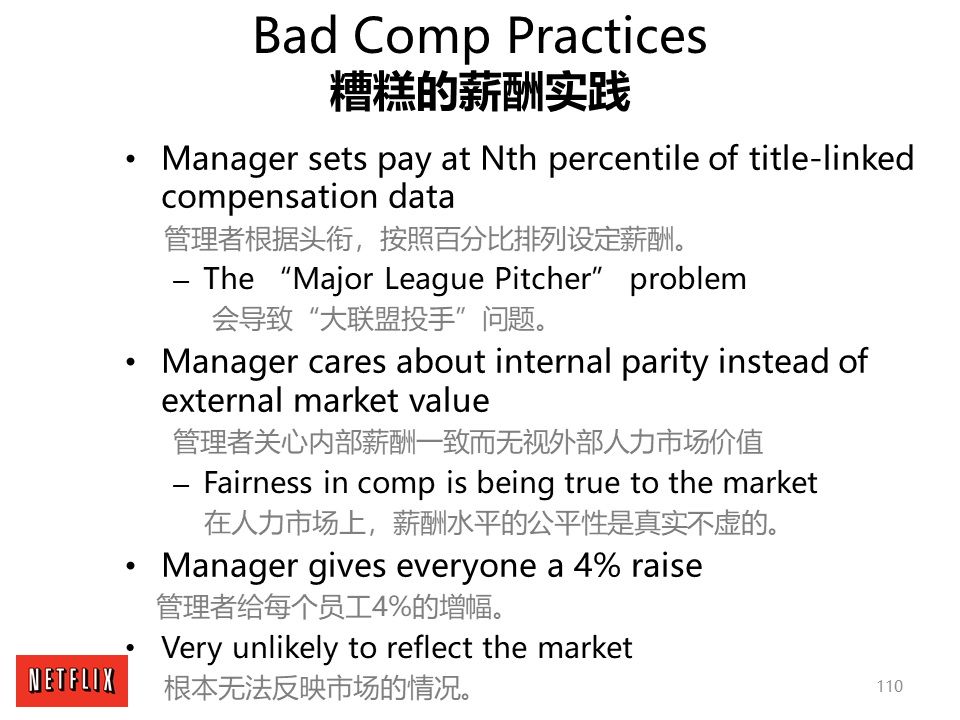 Bad Comp Practices
糟糕的薪酬实践
• Manager sets pay at Nth percentile of title-linked
compensation data
管理者根据头衔，按照百分比排列设定薪酬。
– The “Major League Pitcher” problem
会导致“大联盟投手”问题。
• Manager cares about internal parity instead of
external market value
管理者关心内部薪酬一致而无视外部人力市场价值
– Fairness in comp is being true to the market
在人力市场上，薪酬水平的公平性是真实不虚的。
• Manager gives everyone a 4% raise
管理者给每个员工4%的增幅。
• Very unlikely to reflect the market
根本无法反映市场的情况。
NETFLIX
110